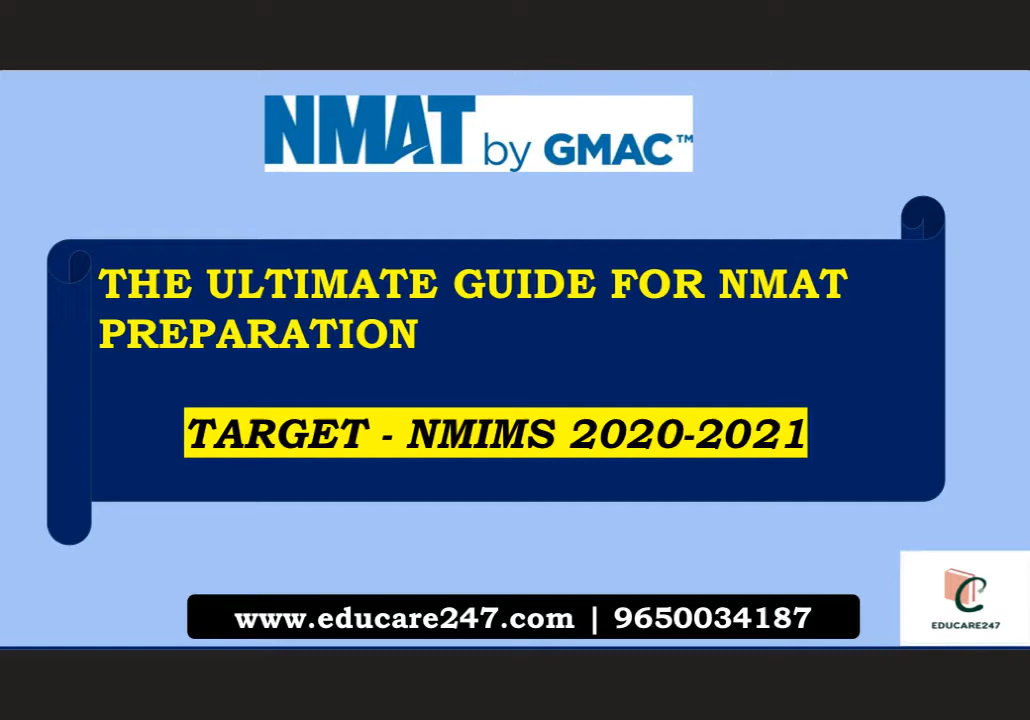 NMAT by GMAC™
THE ULTIMATE GUIDE FOR NMAT
PREPARATION
TARGET - NMIMS 2020-2021
www.educare247.com | 9650034187
EDUCARE247